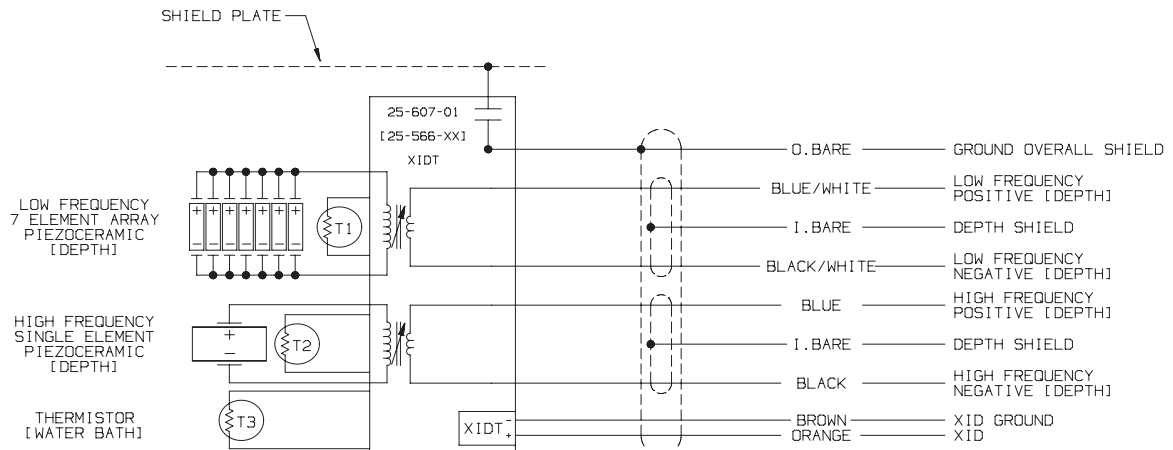 SHIELD PLATE
25-607-01
[25-566-XX]
XIDT
O.BARE
GROUND OVERALL SHIELD
LOW FREQUENCY
7 ELEMENT ARRAY
PIEZOCERAMIC
[DEPTH]
+ + + + + + +
- - - - - - -
T1
BLUE/WHITE
LOW FREQUENCY
POSITIVE [DEPTH]
I.BARE
DEPTH SHIELD
BLACK/WHITE
LOW FREQUENCY
NEGATIVE [DEPTH]
HIGH FREQUENCY
SINGLE ELEMENT
PIEZOCERAMIC
[DEPTH]
+
-
T2
BLUE
HIGH FREQUENCY
POSITIVE [DEPTH]
I.BARE
DEPTH SHIELD
BLACK
HIGH FREQUENCY
NEGATIVE [DEPTH]
THERMISTOR
[WATER BATH]
T3
XIDT
-
+
BROWN
XID GROUND
ORANGE
XID